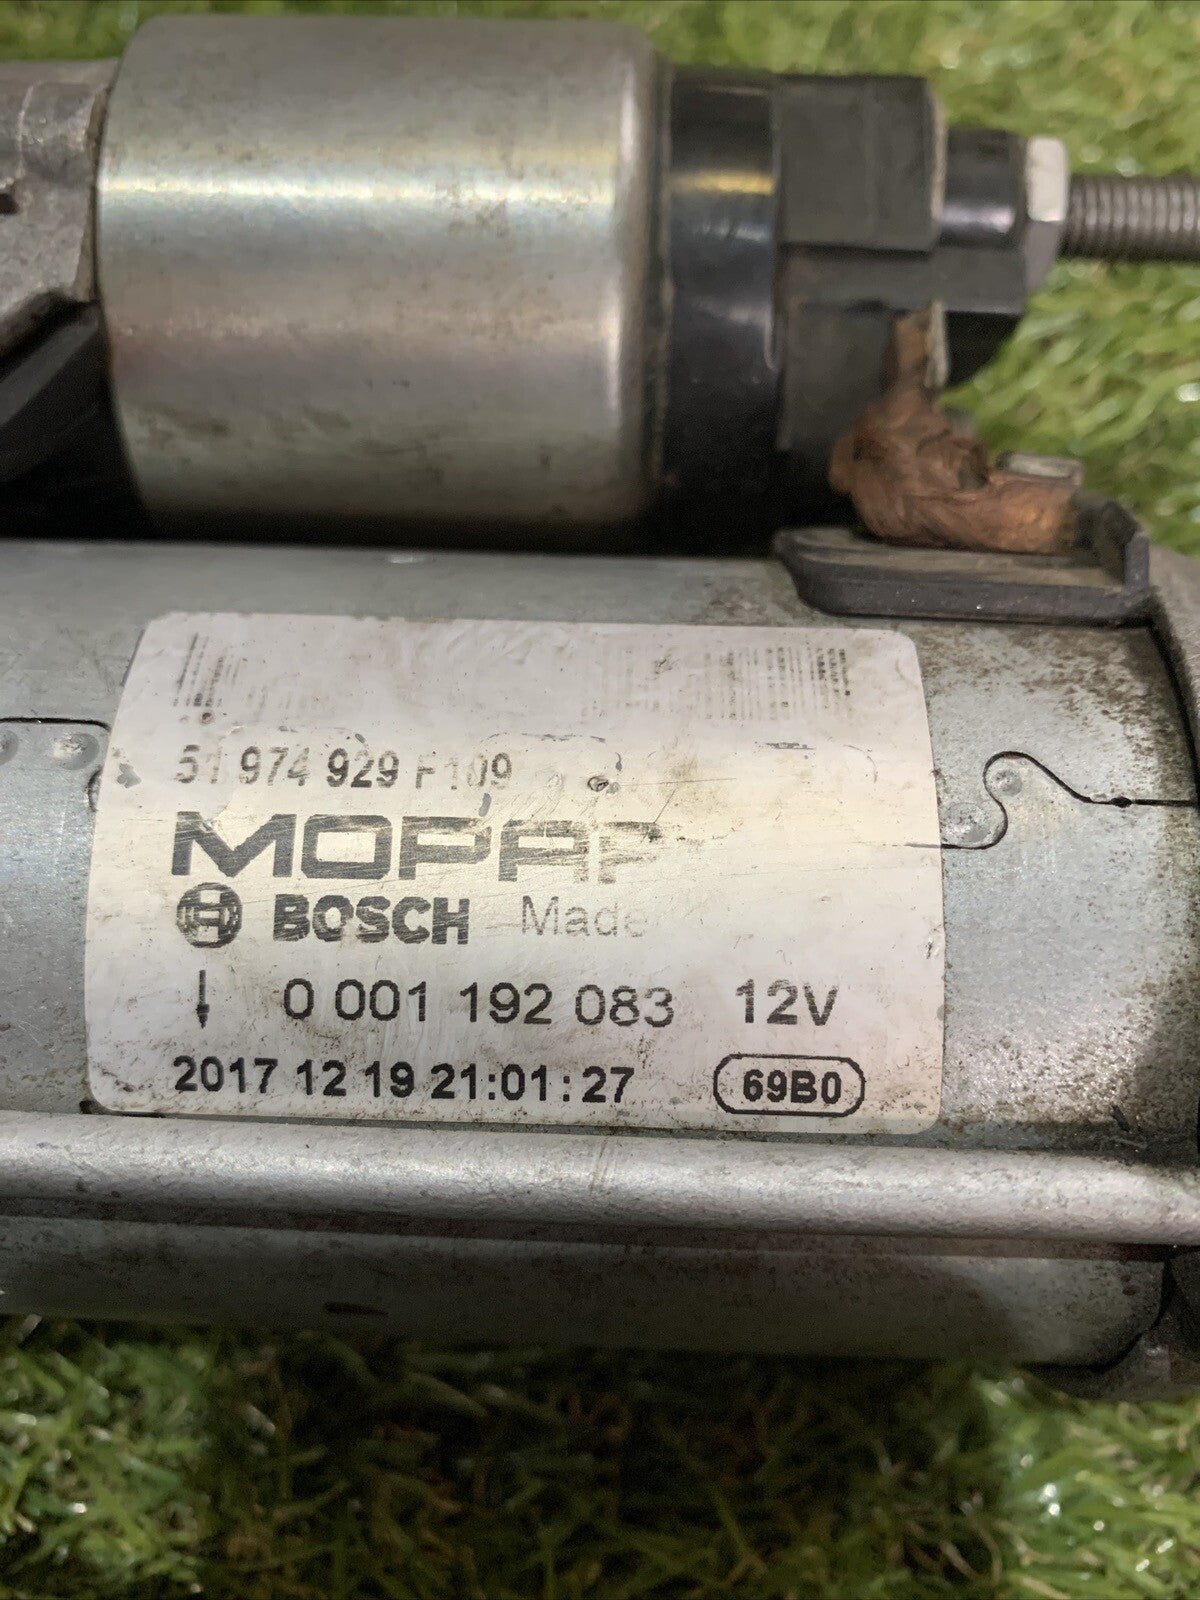 51 974 929 F109
MOPAR
BOSCH Made
0 001 192 083 12V
2017 12 19 21:01:27 69B0